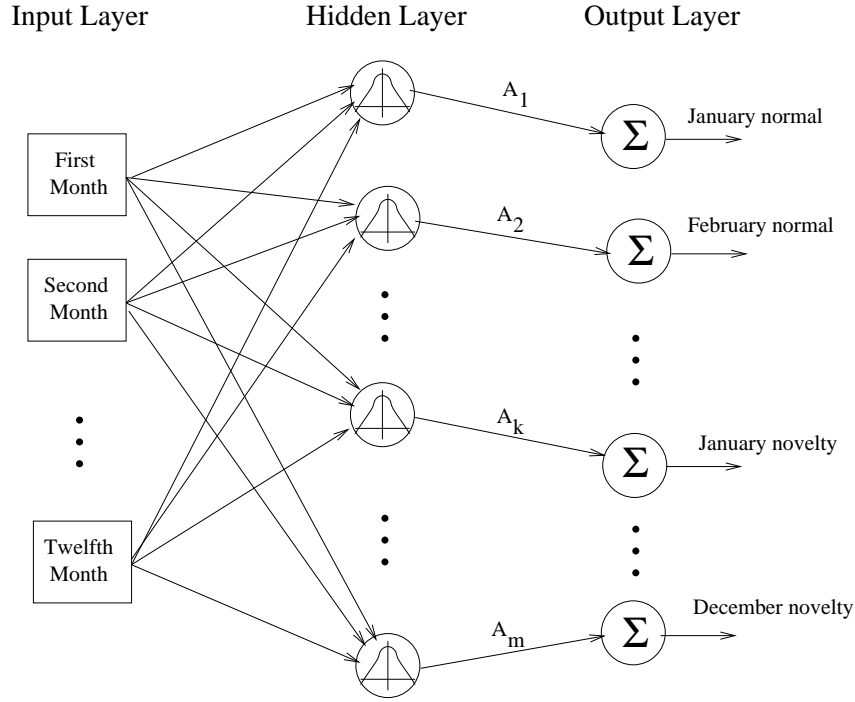 Input Layer
Hidden Layer
Output Layer
First
Month
Second
Month
Twelfth
Month
A1
A2
Ak
Am
Σ
Σ
Σ
Σ
January normal
February normal
January novelty
December novelty